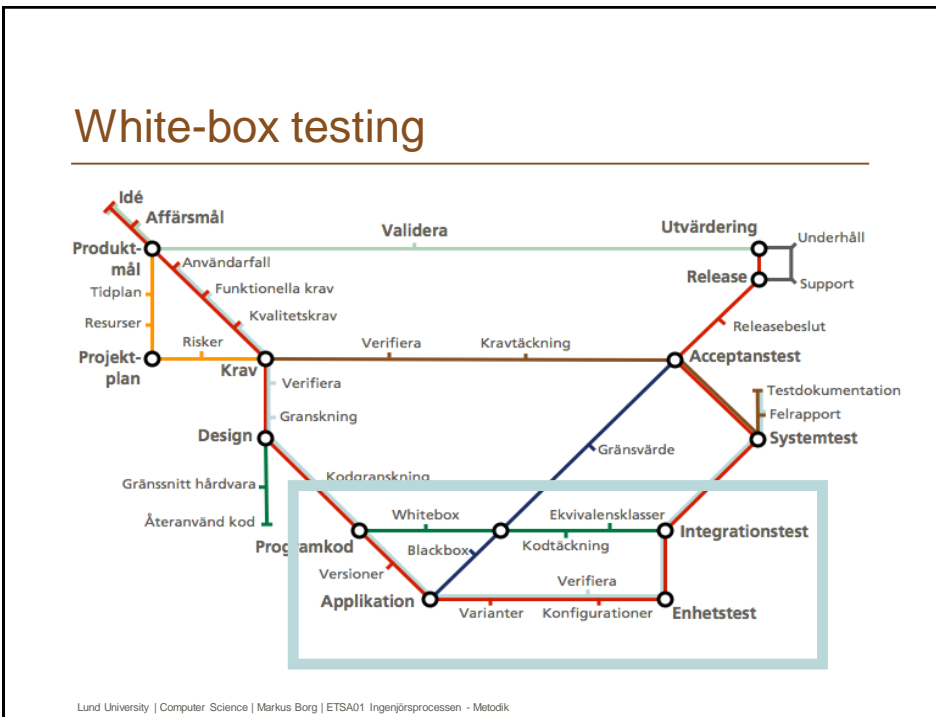 White-box testing
Idé
Affärsmål
Validera
Utvärdering
Produkt-
mål
Användarfall
Underhåll
Tidplan
Funktionella krav
Release
Support
Resurser
Kvalitetskrav
Releasebeslut
Projekt-
plan
Risker
Krav
Verifiera
Kravtäckning
Acceptanstest
Verifiera
Testdokumentation
Granskning
Felrapport
Design
Gränsvärde
Systemtest
Gränssnitt hårdvara
Kodgranskning
Återanvänd kod
Whitebox
Ekvivalensklasser
Programkod
Blackbox
Kodtäckning
Integrationstest
Versioner
Verifiera
Applikation
Varianter
Konfigurationer
Enhetstest
Lund University | Computer Science | Markus Borg | ETSA01 Ingenjörsprocessen - Metodik